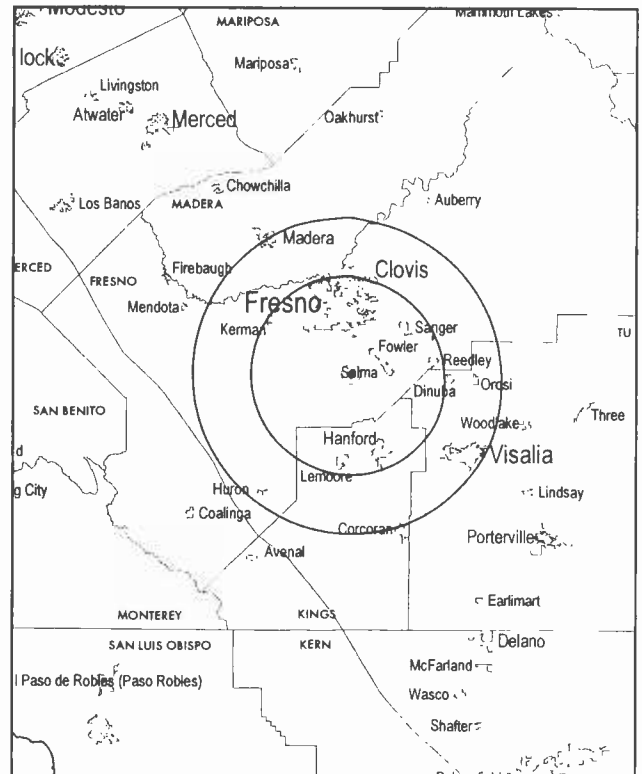 Modesto
MARIPOSA
Mammoth Lakes
lock
Mariposa
Livingston
Atwater
Merced
Oakhurst
Chowchilla
Los Banos
MADERA
Auberry
Madera
ERCED
FRESNO
Firebaugh
Clovis
Mendota
Fresno
Kerman
Sanger
TU
Fowler
Selma
Reedley
Dinuba
Orosi
SAN BENITO
Woodlake
Three
Hanford
d
Visalia
Lemoore
g City
Huron
Lindsay
Coalinga
Corcoran
Porterville
Avenal
Earlimart
MONTEREY
KINGS
SAN LUIS OBISPO
KERN
Delano
McFarland
l Paso de Robles (Paso Robles)
Wasco
Shafter